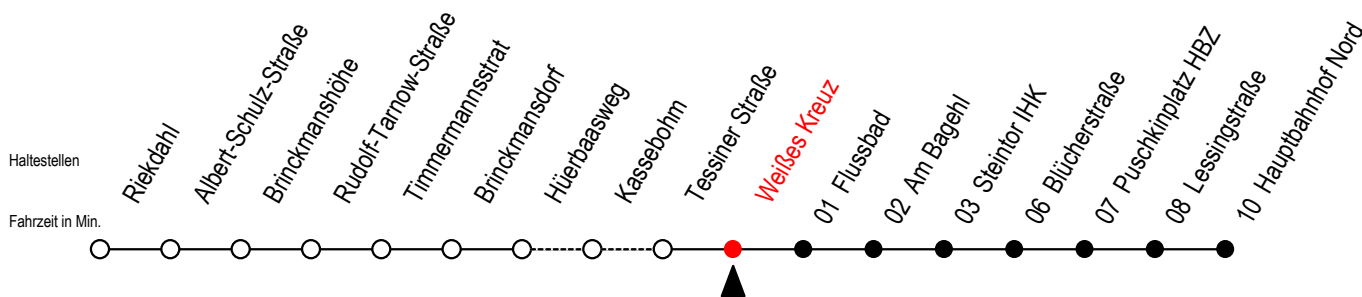 Haltestellen
Fahrzeit in Min.
Riekdahl
Albert-Schulz-Straße
Brinckmanshöhe
Rudolf-Tarnow-Straße
Timmermannsstrat
Brinckmansdorf
Hüerbaasweg
Kassebohm
Tessiner Straße
Weißes Kreuz
01 Flussbad
02 Am Bagehl
03 Steintor IHK
06 Blücherstraße
07 Puschkinplatz HBZ
08 Lessingstraße
10 Hauptbahnhof Nord